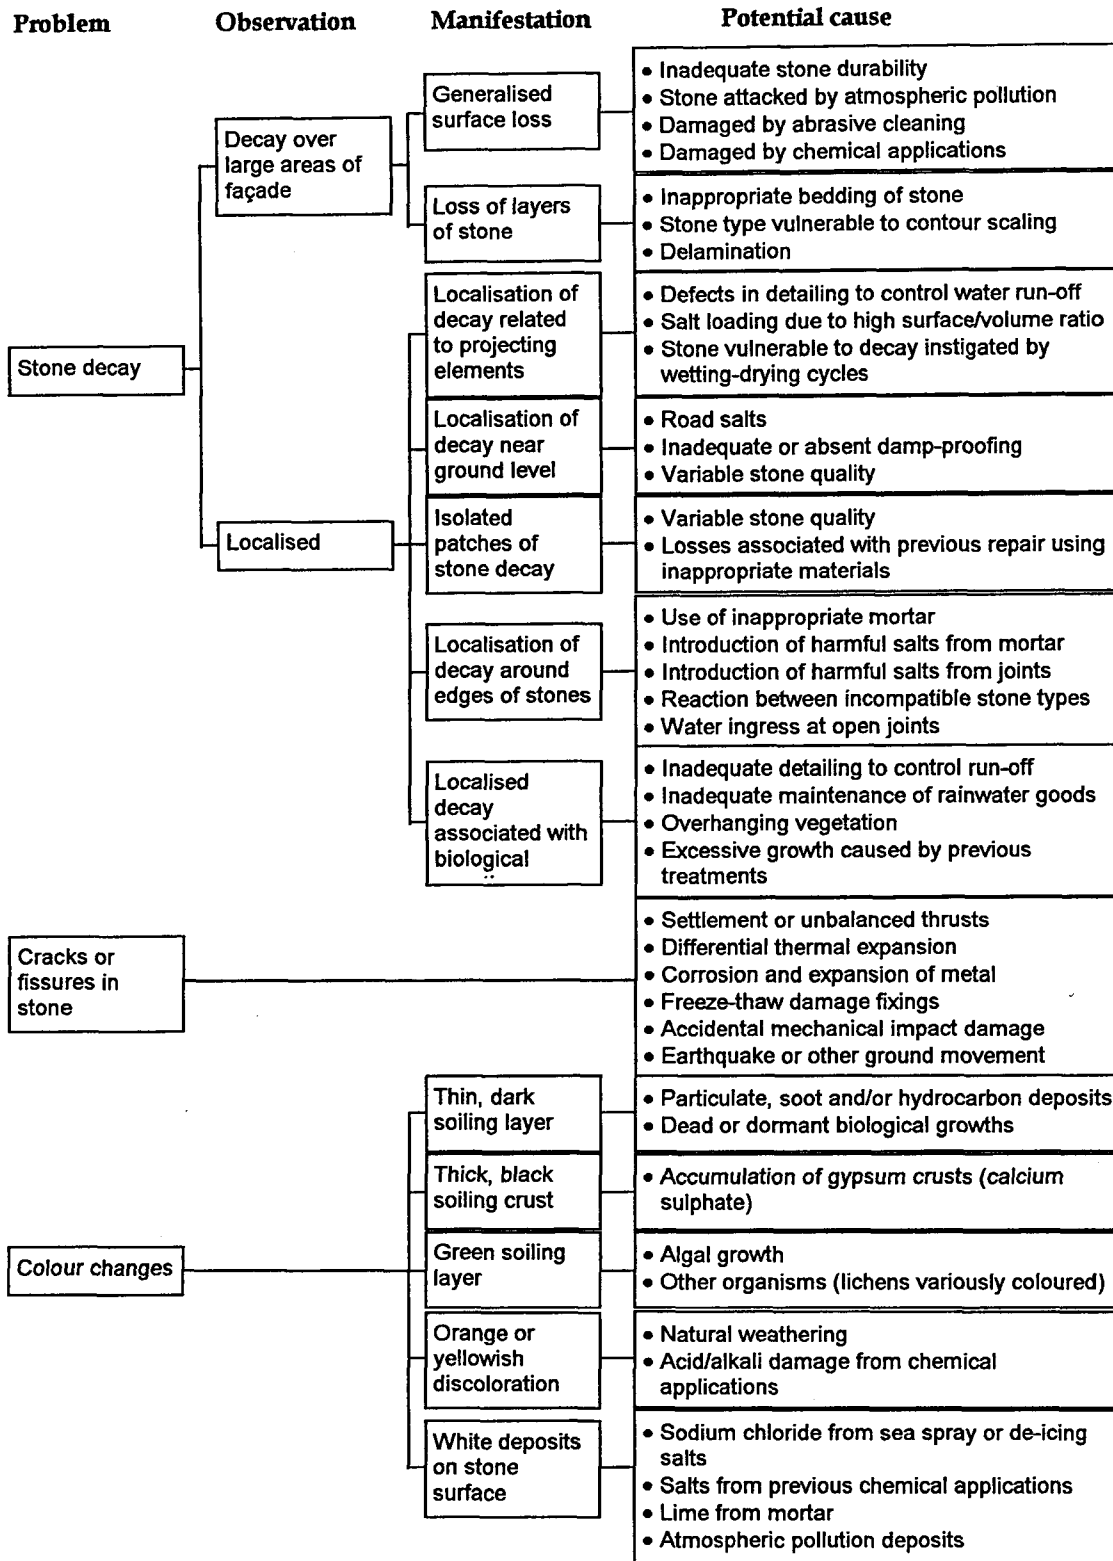 Problem Observation Manifestation Potential cause
Stone decay
Decay over
large areas of
façade
Generalised
surface loss
• Inadequate stone durability
• Stone attacked by atmospheric pollution
• Damaged by abrasive cleaning
• Damaged by chemical applications
Loss of layers
of stone
• Inappropriate bedding of stone
• Stone type vulnerable to contour scaling
• Delamination
Localised
Localisation of
decay related
to projecting
elements
• Defects in detailing to control water run-off
• Salt loading due to high surface/volume ratio
• Stone vulnerable to decay instigated by
wetting-drying cycles
Localisation of
decay near
ground level
• Road salts
• Inadequate or absent damp-proofing
• Variable stone quality
Isolated
patches of
stone decay
• Variable stone quality
• Losses associated with previous repair using
inappropriate materials
Localisation of
decay around
edges of stones
• Use of inappropriate mortar
• Introduction of harmful salts from mortar
• Introduction of harmful salts from joints
• Reaction between incompatible stone types
• Water ingress at open joints
Localised
decay
associated with
biological
• Inadequate detailing to control run-off
• Inadequate maintenance of rainwater goods
• Overhanging vegetation
• Excessive growth caused by previous
treatments
Cracks or
fissures in
stone
• Settlement or unbalanced thrusts
• Differential thermal expansion
• Corrosion and expansion of metal
• Freeze-thaw damage fixings
• Accidental mechanical impact damage
• Earthquake or other ground movement
Colour changes
Thin, dark
soiling layer
• Particulate, soot and/or hydrocarbon deposits
• Dead or dormant biological growths
Thick, black
soiling crust
• Accumulation of gypsum crusts (calcium
sulphate)
Green soiling
layer
• Algal growth
• Other organisms (lichens variously coloured)
Orange or
yellowish
discoloration
• Natural weathering
• Acid/alkali damage from chemical
applications
White deposits
on stone
surface
• Sodium chloride from sea spray or de-icing
salts
• Salts from previous chemical applications
• Lime from mortar
• Atmospheric pollution deposits